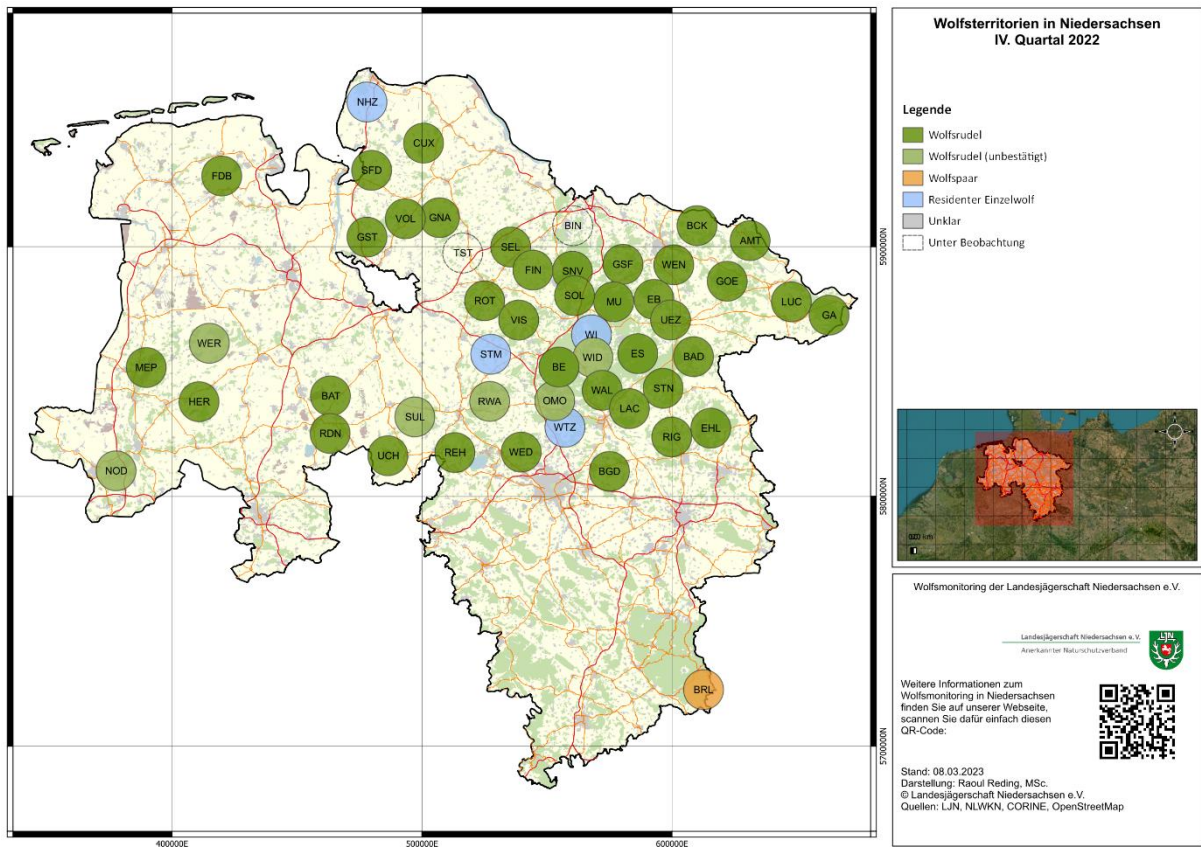 Wolfsterritorien in Niedersachsen
IV. Quartal 2022
Legende
Wolfsrudel
Wolfsrudel (unbestätigt)
Wolfspaar
Residenter Einzelwolf
Unklar
Unter Beobachtung
NHZ
CUX
SFD
FDB
VOL
GNA
GST
TST
BIN
SEL
BCK
AMT
FIN
SNV
GSF
WEN
GOE
ROT
SOL
MU
EB
LUC
GA
VIS
UEZ
WI
WER
STM
WID
ES
BAD
MEP
BE
HER
BAT
RWA
OMO
WAL
STN
LAC
SUL
WTZ
EHL
RDN
RIG
UCH
REH
WED
BGD
NOD
BRL
5900000N
5800000N
5700000N
400000E
500000E
600000E
Wolfsmonitoring der Landesjägerschaft Niedersachsen e.V.
Landesjägerschaft Niedersachsen e. V.
Anerkannter Naturschutzverband
LJN
Weitere Informationen zum
Wolfsmonitoring in Niedersachsen
finden Sie auf unserer Webseite,
scannen Sie dafür einfach diesen
QR-Code:
Stand: 08.03.2023
Darstellung: Raoul Reding, MSc.
© Landesjägerschaft Niedersachsen e.V.
Quellen: LJN, NLWKN, CORINE, OpenStreetMap